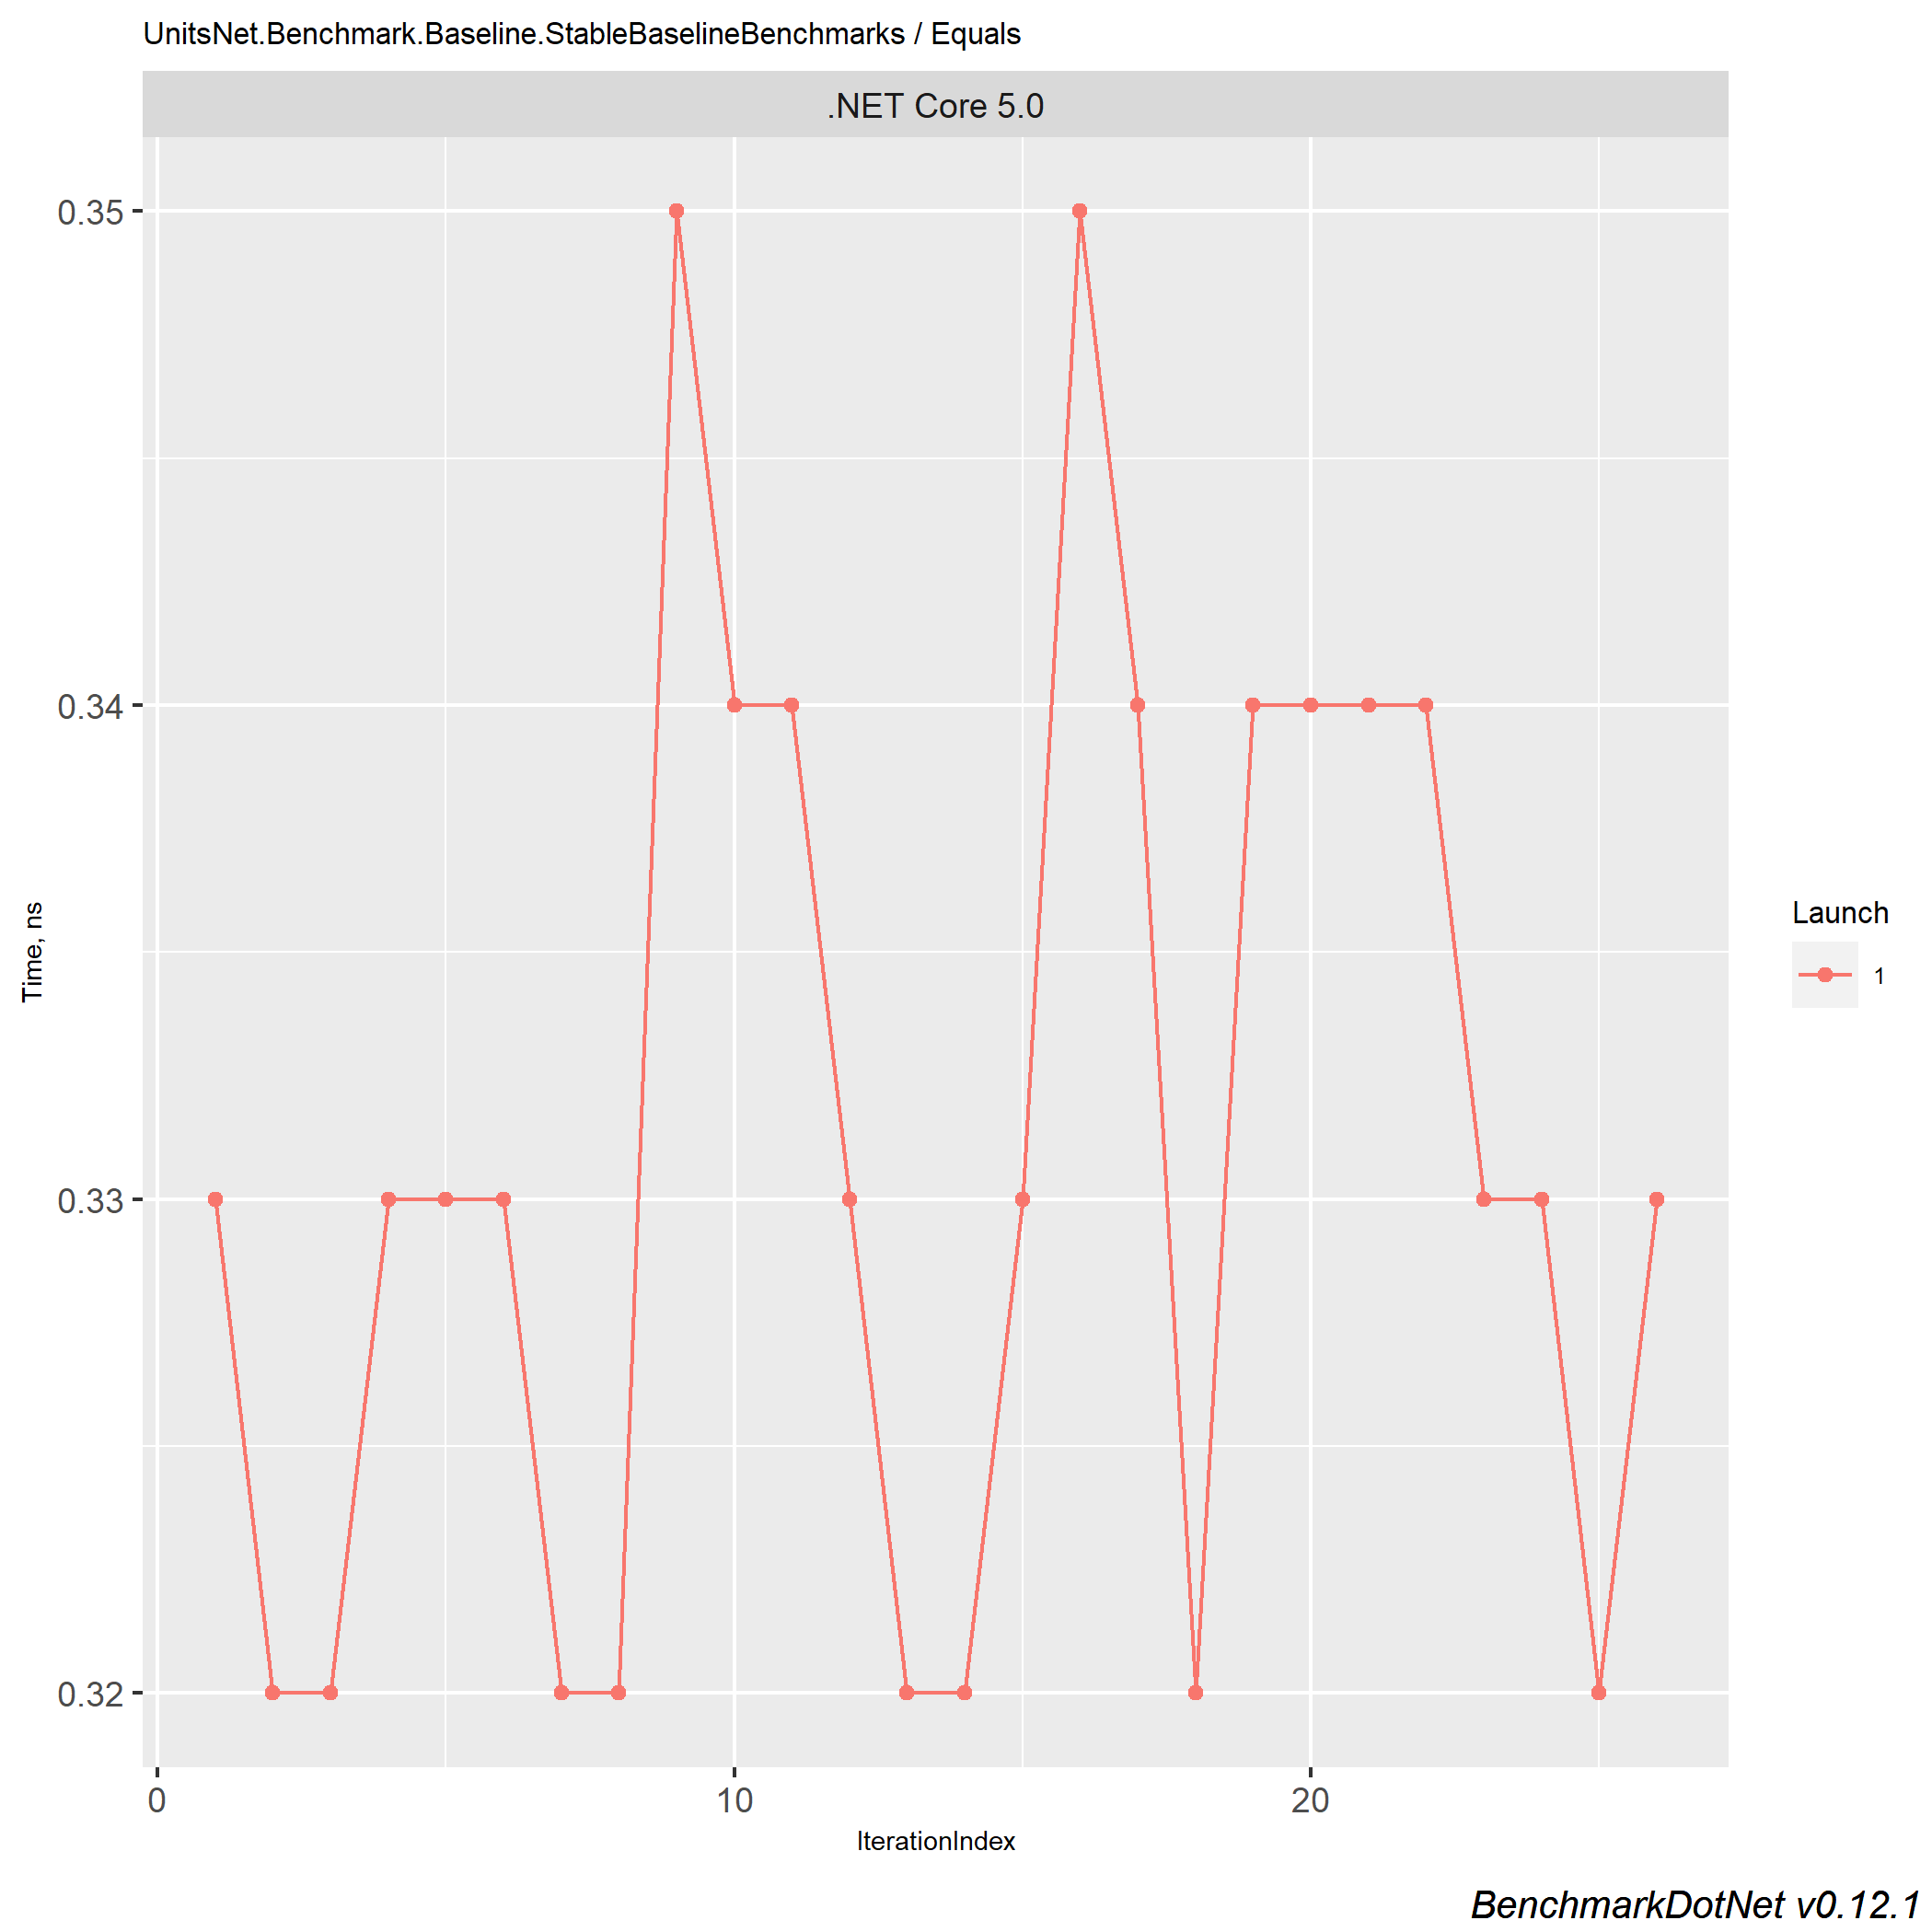 UnitsNet.Benchmark.Baseline.StableBaselineBenchmarks / Equals
.NET Core 5.0
0.35
0.34
0.33
0.32
Time, ns
0
10
20
IterationIndex
Launch
1
BenchmarkDotNet v0.12.1